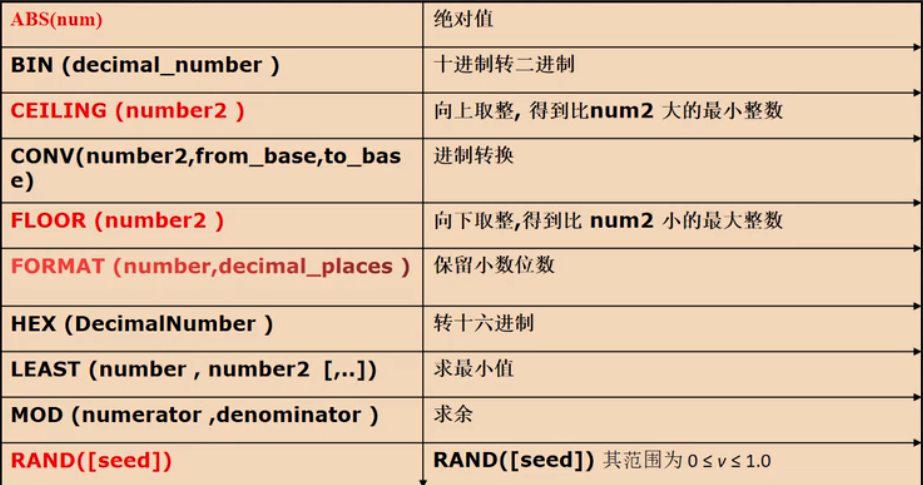 ABS(num) 绝对值
BIN (decimal_number ) 十进制转二进制
CEILING (number2 ) 向上取整, 得到比num2 大的最小整数
CONV(number2,from_base,to_bas 进制转换
e)
FLOOR (number2 ) 向下取整,得到比 num2 小的最大整数
FORMAT (number,decimal_places ) 保留小数位数
HEX (DecimalNumber ) 转十六进制
LEAST (number , number2 [,..]) 求最小值
MOD (numerator ,denominator ) 求余
RAND([seed]) RAND([seed]) 其范围为 0 ≤ v ≤ 1.0